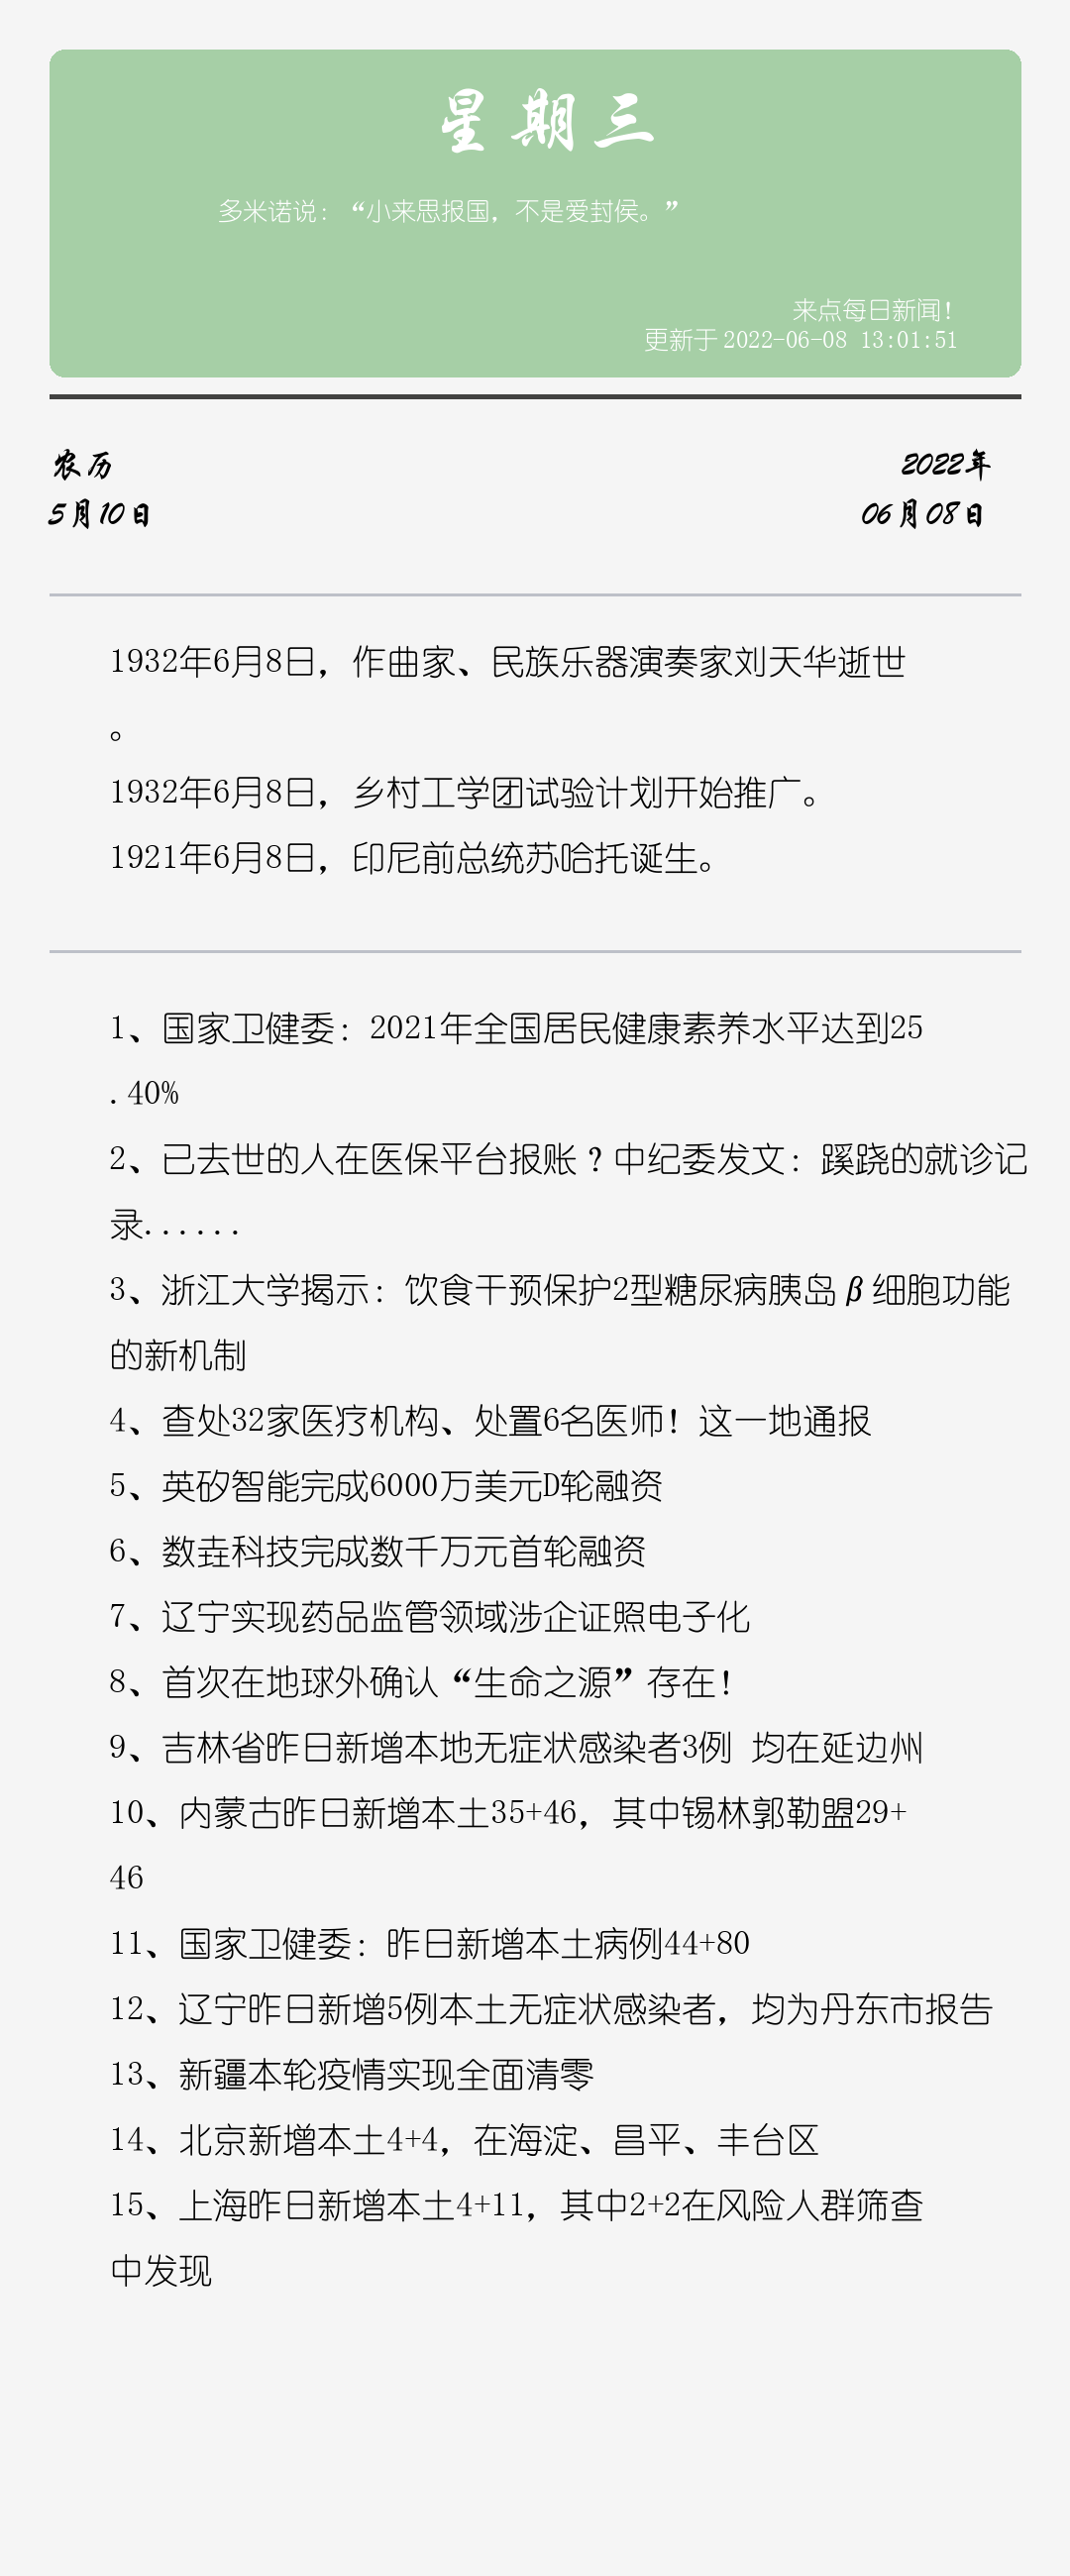 星期三
多米诺说：“小来思报国，不是爱封侯。”
来点每日新闻！
更新于 2022-06-08 13:01:51
农历
2022年
5月10日
06月08日
1932年6月8日，作曲家、民族乐器演奏家刘天华逝世
。
1932年6月8日，乡村工学团试验计划开始推广。
1921年6月8日，印尼前总统苏哈托诞生。
1、国家卫健委：2021年全国居民健康素养水平达到25
.40%
2、已去世的人在医保平台报账？中纪委发文：蹊跷的就诊记
录......
3、浙江大学揭示：饮食干预保护2型糖尿病胰岛β细胞功能
的新机制
4、查处32家医疗机构、处置6名医师！这一地通报
5、英矽智能完成6000万美元D轮融资
6、数垚科技完成数千万元首轮融资
7、辽宁实现药品监管领域涉企证照电子化
8、首次在地球外确认“生命之源”存在！
9、吉林省昨日新增本地无症状感染者3例 均在延边州
10、内蒙古昨日新增本土35+46，其中锡林郭勒盟29+
46
11、国家卫健委：昨日新增本土病例44+80
12、辽宁昨日新增5例本土无症状感染者，均为丹东市报告
13、新疆本轮疫情实现全面清零
14、北京新增本土4+4，在海淀、昌平、丰台区
15、上海昨日新增本土4+11，其中2+2在风险人群筛查
中发现